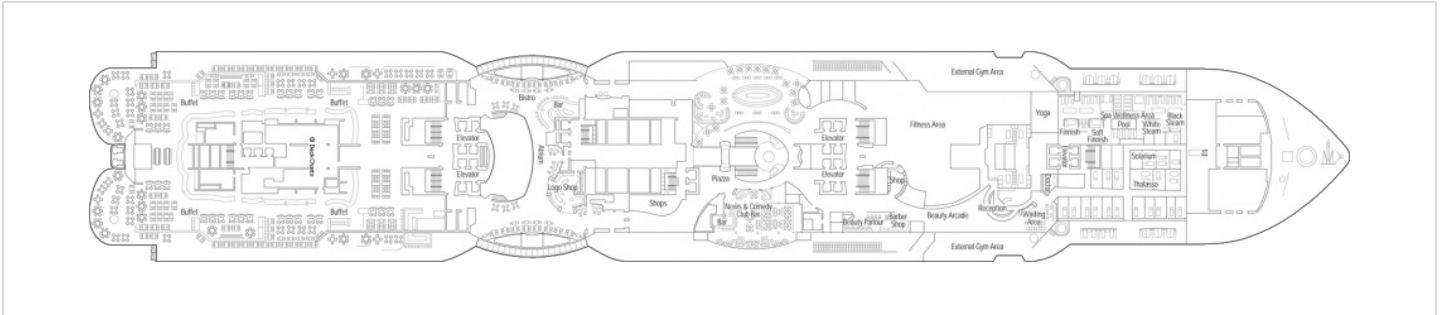 Buffet
Buffet
Bistro
Bar
External Gym Area
Elevator
Elevator
Fitness Area
Yoga
Spa Wellness Area
Finnish
Soft
Finnish
Pool
White
Steam
Black
Steam
Atrium
Elevator
Solarium
Elevator
Logo Shop
Piazza
Elevator
Shop
Thalasso
Buffet
Buffet
Shops
News & Comedy
Club Bar
Bar
Beauty Parlour
Barber
Shop
Beauty Arcade
Reception
Waiting
Area
External Gym Area